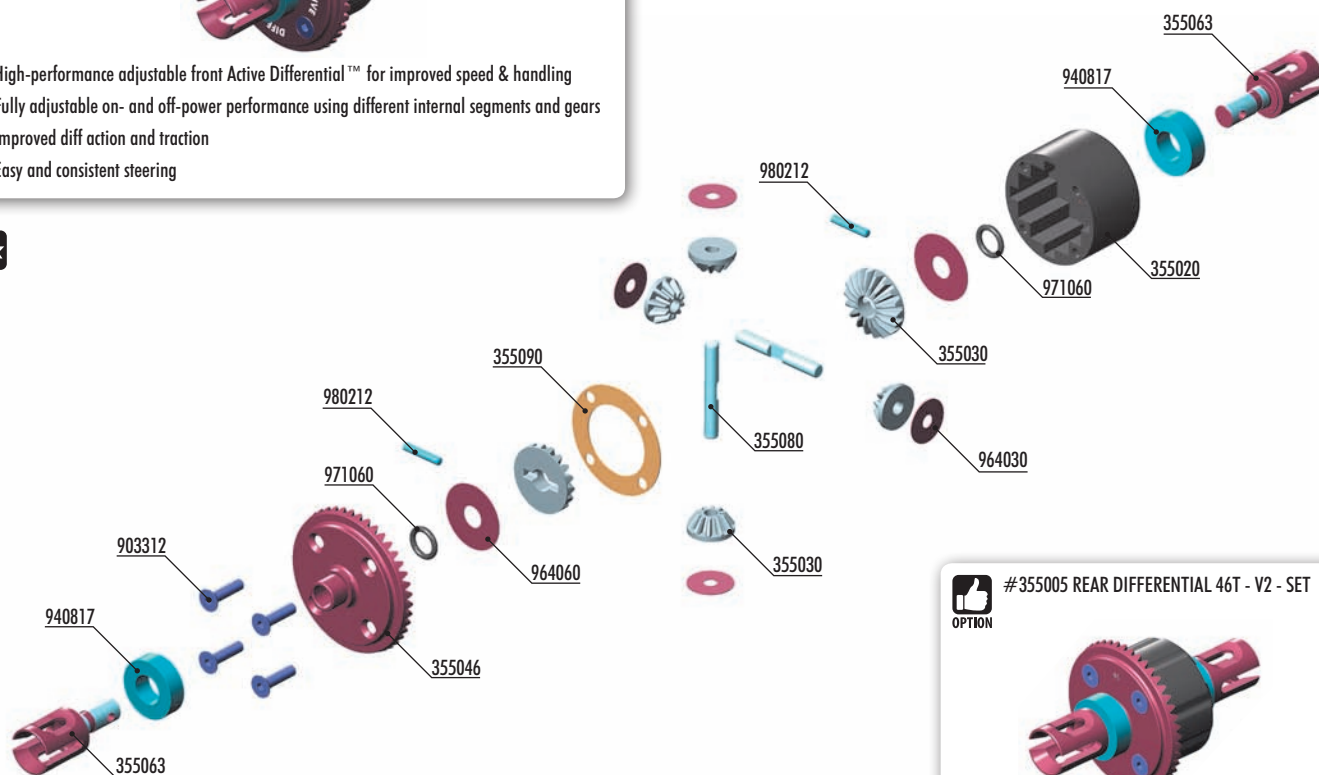 DIFF
IVE
High-performance adjustable front Active Differential™ for improved speed & handling
Fully adjustable on- and off-power performance using different internal segments and gears
Improved diff action and traction
Easy and consistent steering
355063
940817
980212
355020
971060
355030
355090
980212
355080
964030
971060
903312
964060
355030
940817
355046
355063
#355005 REAR DIFFERENTIAL 46T - V2 - SET
OPTION